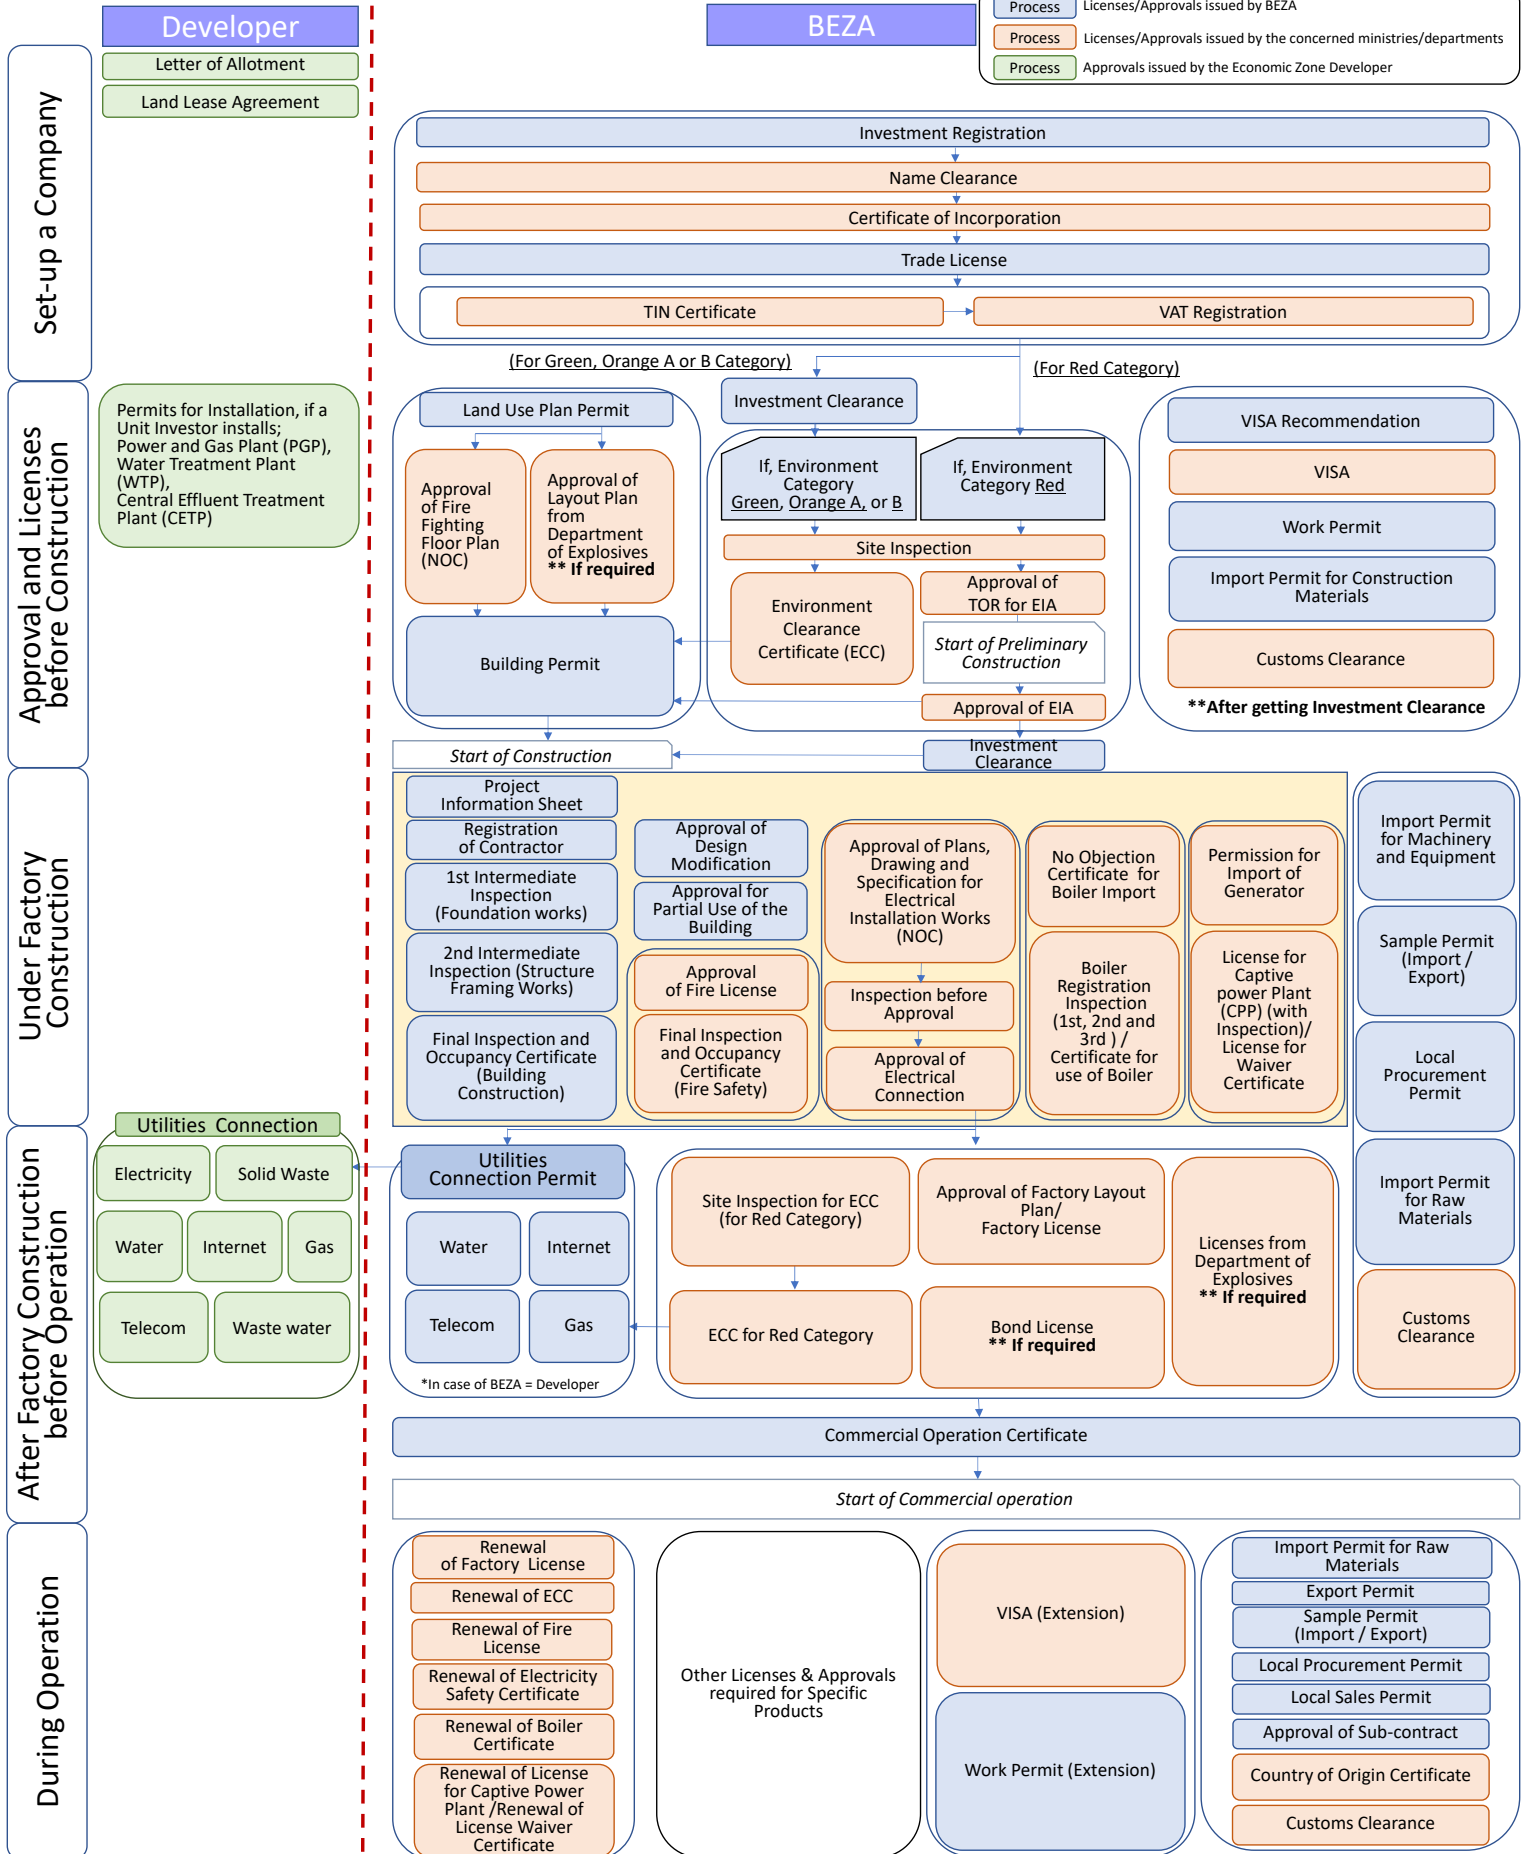 Developer
BEZA
Process
Licenses/Approvals issued by BEZA
Process
Licenses/Approvals issued by the concerned ministries/departments
Process
Approvals issued by the Economic Zone Developer
Set-up a Company
Letter of Allotment
Land Lease Agreement
Investment Registration
Name Clearance
Certificate of Incorporation
Trade License
TIN Certificate
VAT Registration
(For Green, Orange A or B Category)
(For Red Category)
Approval and Licenses
before Construction
Permits for Installation, if a
Unit Investor installs;
Power and Gas Plant (PGP),
Water Treatment Plant
(WTP),
Central Effluent Treatment
Plant (CETP)
Land Use Plan Permit
Approval
of Fire
Fighting
Floor Plan
(NOC)
Approval of
Layout Plan
from
Department
of Explosives
** If required
Building Permit
Investment Clearance
If, Environment
Category
Green, Orange A, or B
If, Environment
Category Red
Site Inspection
Environment
Clearance
Certificate (ECC)
Approval of
TOR for EIA
Start of Preliminary
Construction
Approval of EIA
Investment
Clearance
Start of Construction
VISA Recommendation
VISA
Work Permit
Import Permit for Construction
Materials
Customs Clearance
**After getting Investment Clearance
Under Factory
Construction
Project
Information Sheet
Registration
of Contractor
1st Intermediate
Inspection
(Foundation works)
2nd Intermediate
Inspection (Structure
Framing Works)
Final Inspection and
Occupancy Certificate
(Building
Construction)
Approval of
Design
Modification
Approval for
Partial Use of the
Building
Approval
of Fire License
Final Inspection
and Occupancy
Certificate
(Fire Safety)
Approval of Plans,
Drawing and
Specification for
Electrical
Installation Works
(NOC)
Inspection before
Approval
Approval of
Electrical
Connection
No Objection
Certificate for
Boiler Import
Boiler
Registration
Inspection
(1st, 2nd and
3rd ) /
Certificate for
use of Boiler
Permission for
Import of
Generator
License for
Captive
power Plant
(CPP) (with
Inspection)/
License for
Waiver
Certificate
Import Permit
for Machinery
and Equipment
Sample Permit
(Import /
Export)
Local
Procurement
Permit
Import Permit
for Raw
Materials
Customs
Clearance
After Factory Construction
before Operation
Utilities Connection
Electricity
Solid Waste
Water
Internet
Gas
Telecom
Waste water
Utilities
Connection Permit
Water
Internet
Telecom
Gas
*In case of BEZA = Developer
Site Inspection for ECC
(for Red Category)
ECC for Red Category
Approval of Factory Layout
Plan/
Factory License
Bond License
** If required
Licenses from
Department of
Explosives
** If required
Commercial Operation Certificate
Start of Commercial operation
During Operation
Renewal
of Factory License
Renewal of ECC
Renewal of Fire
License
Renewal of Electricity
Safety Certificate
Renewal of Boiler
Certificate
Renewal of License
for Captive Power
Plant /Renewal of
License Waiver
Certificate
Other Licenses & Approvals
required for Specific
Products
VISA (Extension)
Work Permit (Extension)
Import Permit for Raw
Materials
Export Permit
Sample Permit
(Import / Export)
Local Procurement Permit
Local Sales Permit
Approval of Sub-contract
Country of Origin Certificate
Customs Clearance